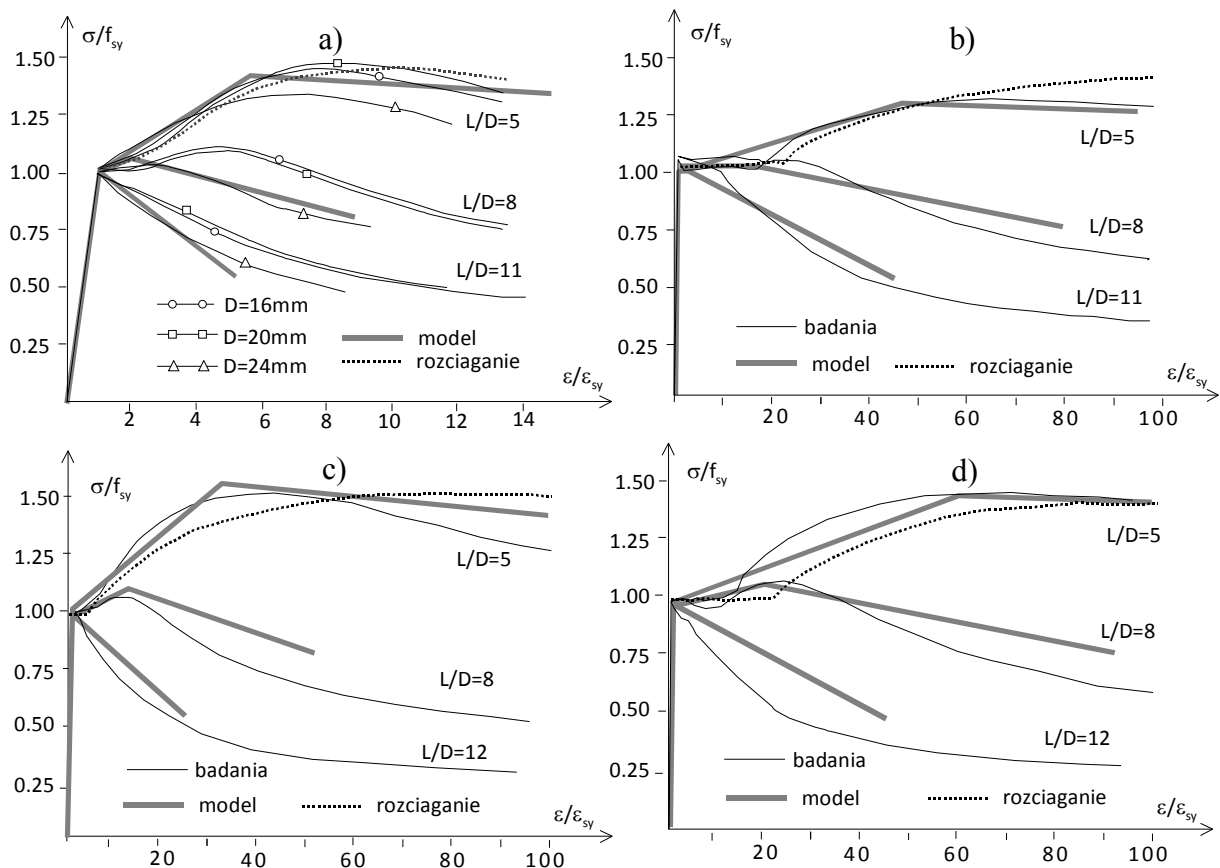 σ/f_sy
a)
1.50
1.25
1.00
0.75
0.50
0.25
L/D=5
L/D=8
L/D=11
D=16mm
D=20mm
D=24mm
model
rozciaganie
ε/ε_sy
2 4 6 8 10 12 14
σ/f_sy
b)
1.50
1.25
1.00
0.75
0.50
0.25
L/D=5
L/D=8
L/D=11
badania
model
rozciaganie
ε/ε_sy
20 40 60 80 100
σ/f_sy
c)
1.50
1.25
1.00
0.75
0.50
0.25
L/D=5
L/D=8
L/D=12
badania
model
rozciaganie
ε/ε_sy
20 40 60 80 100
σ/f_sy
d)
1.50
1.25
1.00
0.75
0.50
0.25
L/D=5
L/D=8
L/D=12
badania
model
rozciaganie
ε/ε_sy
20 40 60 80 100